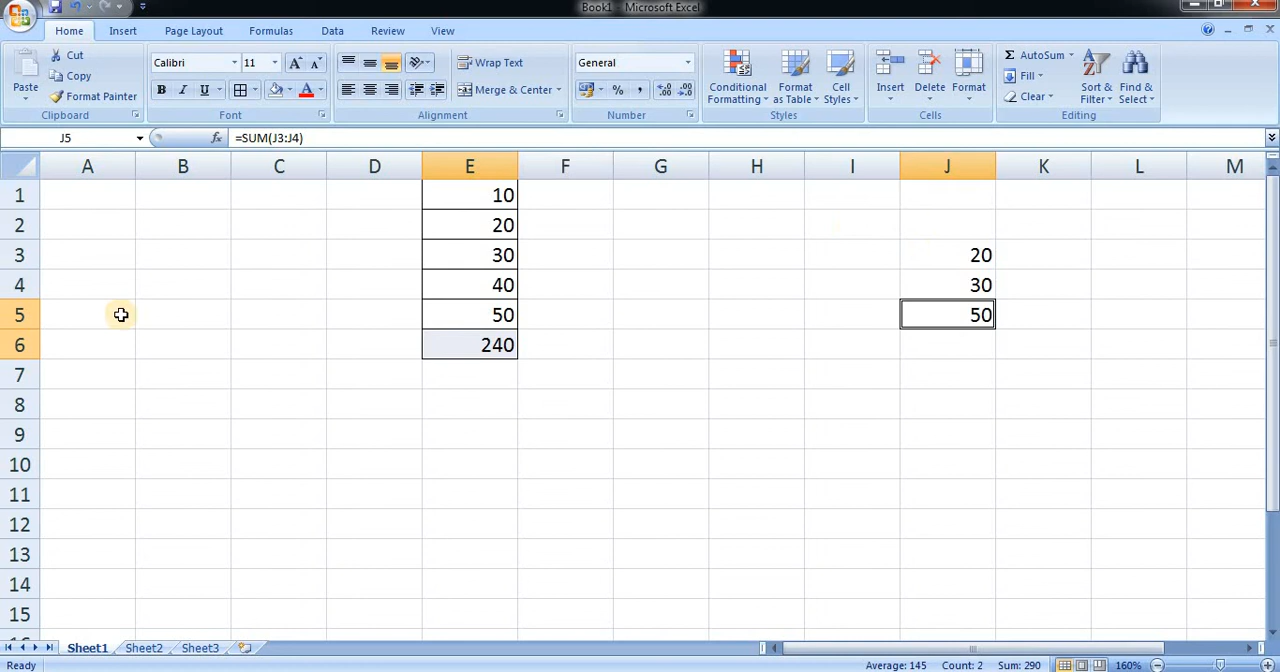 Book1 - Microsoft Excel
Home Insert Page Layout Formulas Data Review View
Paste
Cut
Copy
Format Painter
Clipboard
Calibri 11
B I U
Font
Wrap Text
Merge & Center
Alignment
General
% ,
Number
Conditional Formatting
Format as Table
Cell Styles
Styles
Insert
Delete
Format
Cells
Σ AutoSum
Fill
Clear
Sort & Filter
Find & Select
Editing
J5 fx =SUM(J3:J4)
A B C D E F G H I J K L M
1 10
2 20
3 30 20
4 40 30
5 50 50
6 240
7
8
9
10
11
12
13
14
15
16
Sheet1 Sheet2 Sheet3
Ready Average: 145 Count: 2 Sum: 290 160%